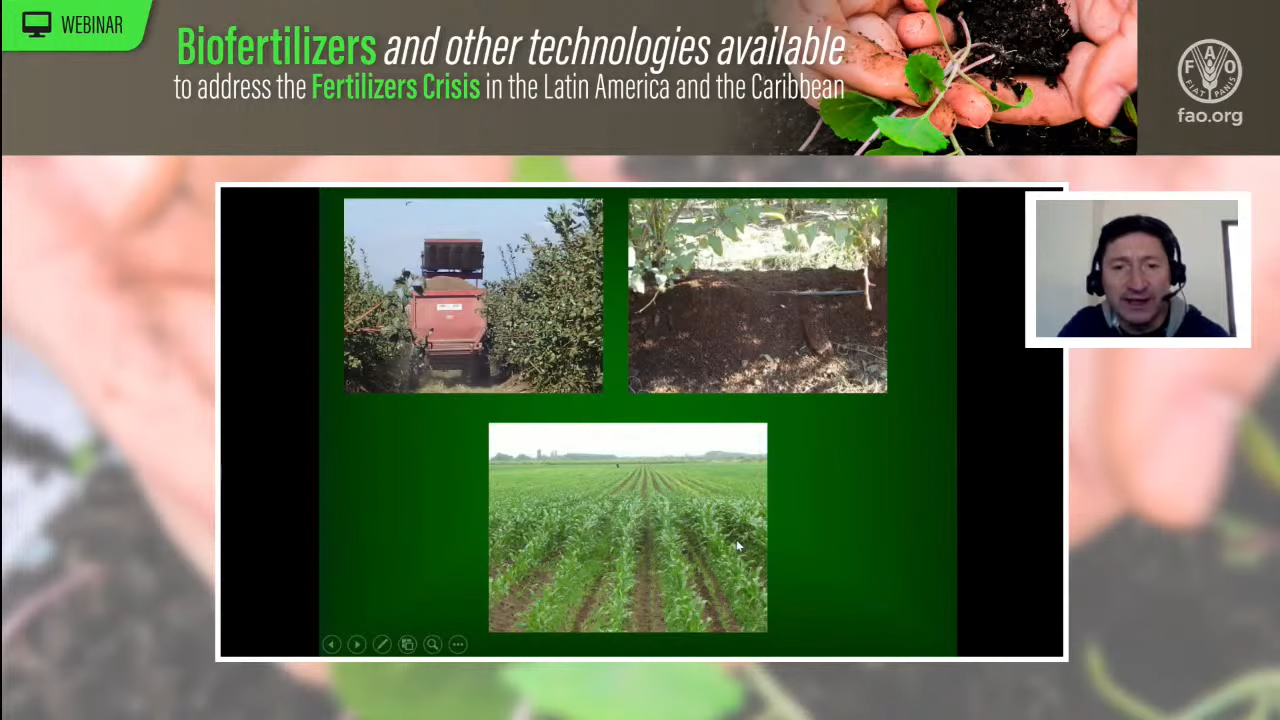 WEBINAR
Biofertilizers and other technologies available
to address the Fertilizers Crisis in the Latin America and the Caribbean
F A O
FIAT PANIS
fao.org